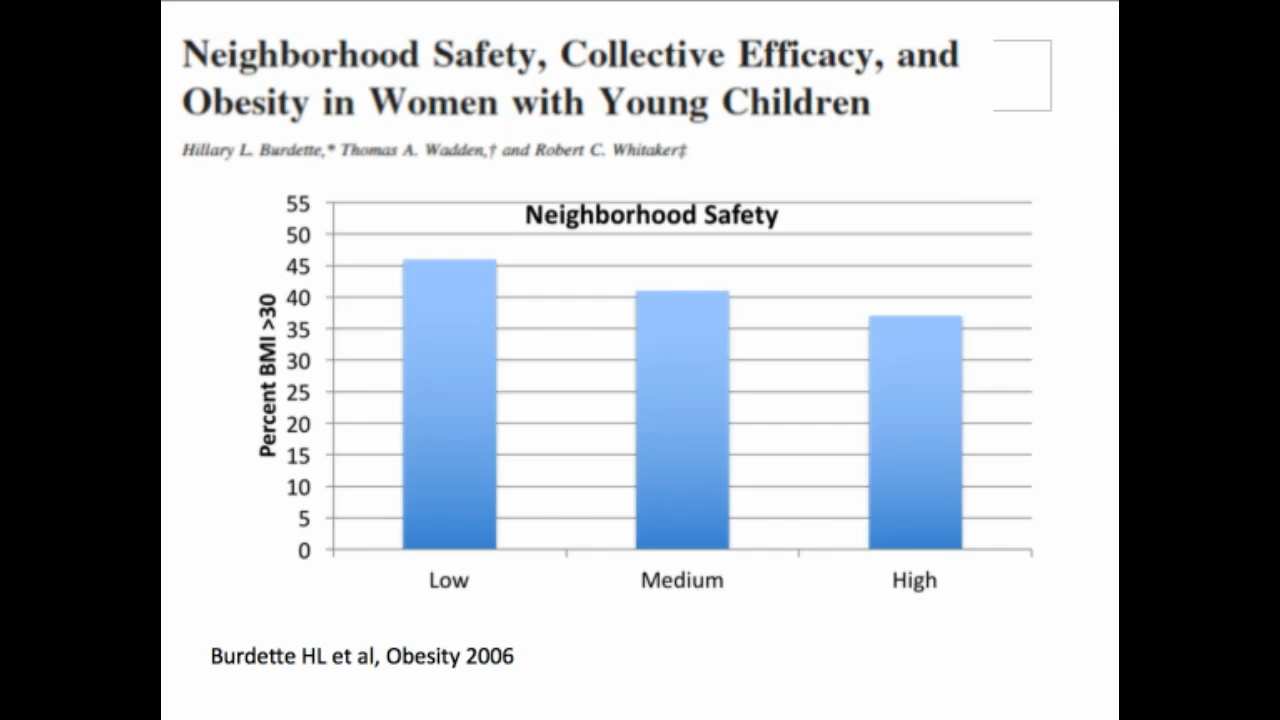 Neighborhood Safety, Collective Efficacy, and
Obesity in Women with Young Children
Hillary L. Burdette,* Thomas A. Wadden,† and Robert C. Whitaker‡
Neighborhood Safety
Percent BMI >30
55
50
45
40
35
30
25
20
15
10
5
0
Low Medium High
Burdette HL et al, Obesity 2006